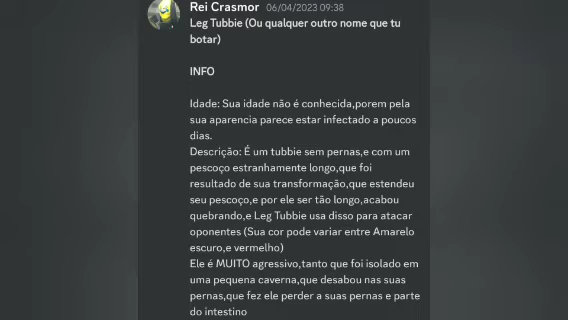 Rei Crasmor 06/04/2023 09:38
Leg Tubbie (Ou qualquer outro nome que tu
botar)
INFO
Idade: Sua idade não é conhecida,porem pela
sua aparencia parece estar infectado a poucos
dias.
Descrição: É um tubbie sem pernas,e com um
pescoço estranhamente longo,que foi
resultado de sua transformação,que estendeu
seu pescoço,e por ele ser tão longo,acabou
quebrando,e Leg Tubbie usa disso para atacar
oponentes (Sua cor pode variar entre Amarelo
escuro,e vermelho)
Ele é MUITO agressivo,tanto que foi isolado em
uma pequena caverna,que desabou nas suas
pernas,que fez ele perder a suas pernas e parte
do intestino